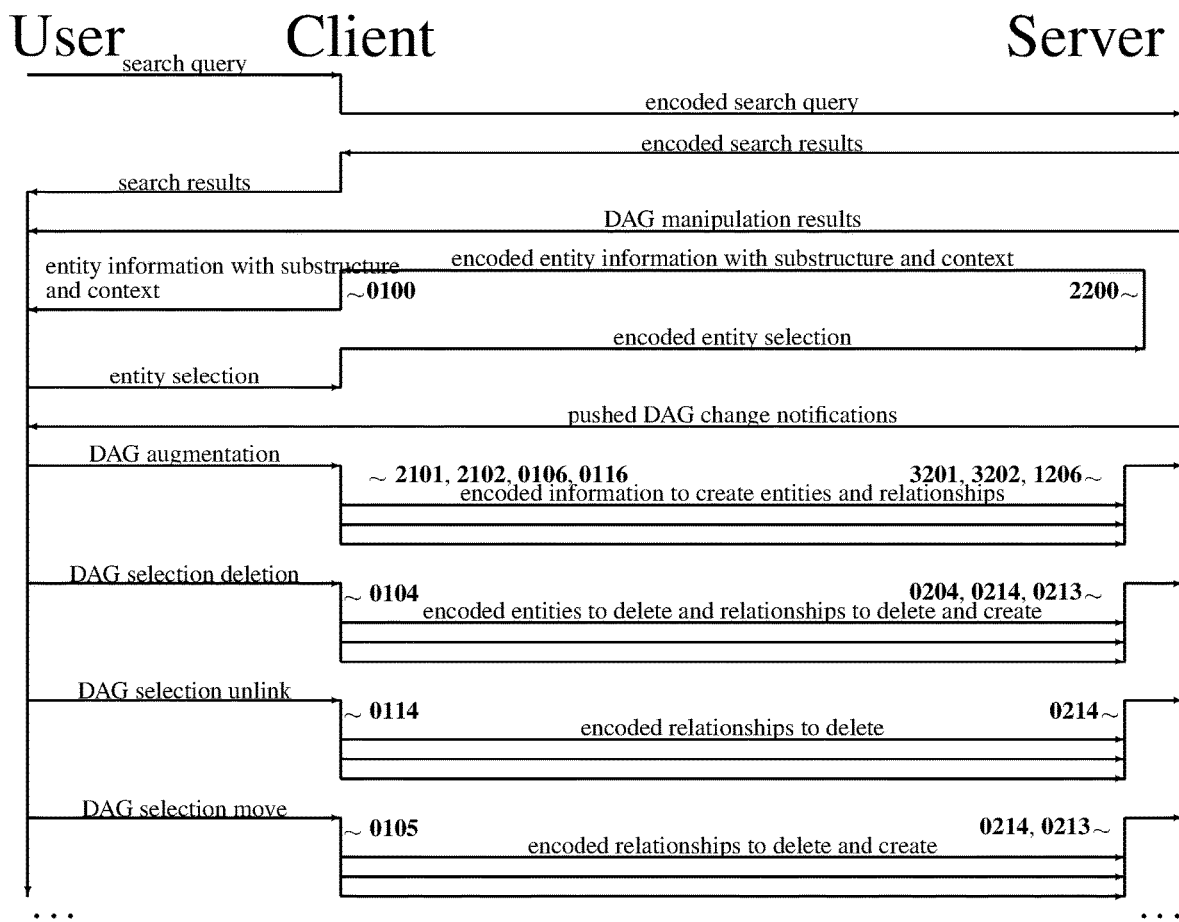 User Client Server
search query
encoded search query
encoded search results
search results
DAG manipulation results
encoded entity information with substructure and context
entity information with substructure
and context
~0100 2200~
encoded entity selection
entity selection
pushed DAG change notifications
DAG augmentation
~ 2101, 2102, 0106, 0116 3201, 3202, 1206~
encoded information to create entities and relationships
DAG selection deletion
~ 0104 0204, 0214, 0213~
encoded entities to delete and relationships to delete and create
DAG selection unlink
~ 0114 0214~
encoded relationships to delete
DAG selection move
~ 0105 0214, 0213~
encoded relationships to delete and create
... ...